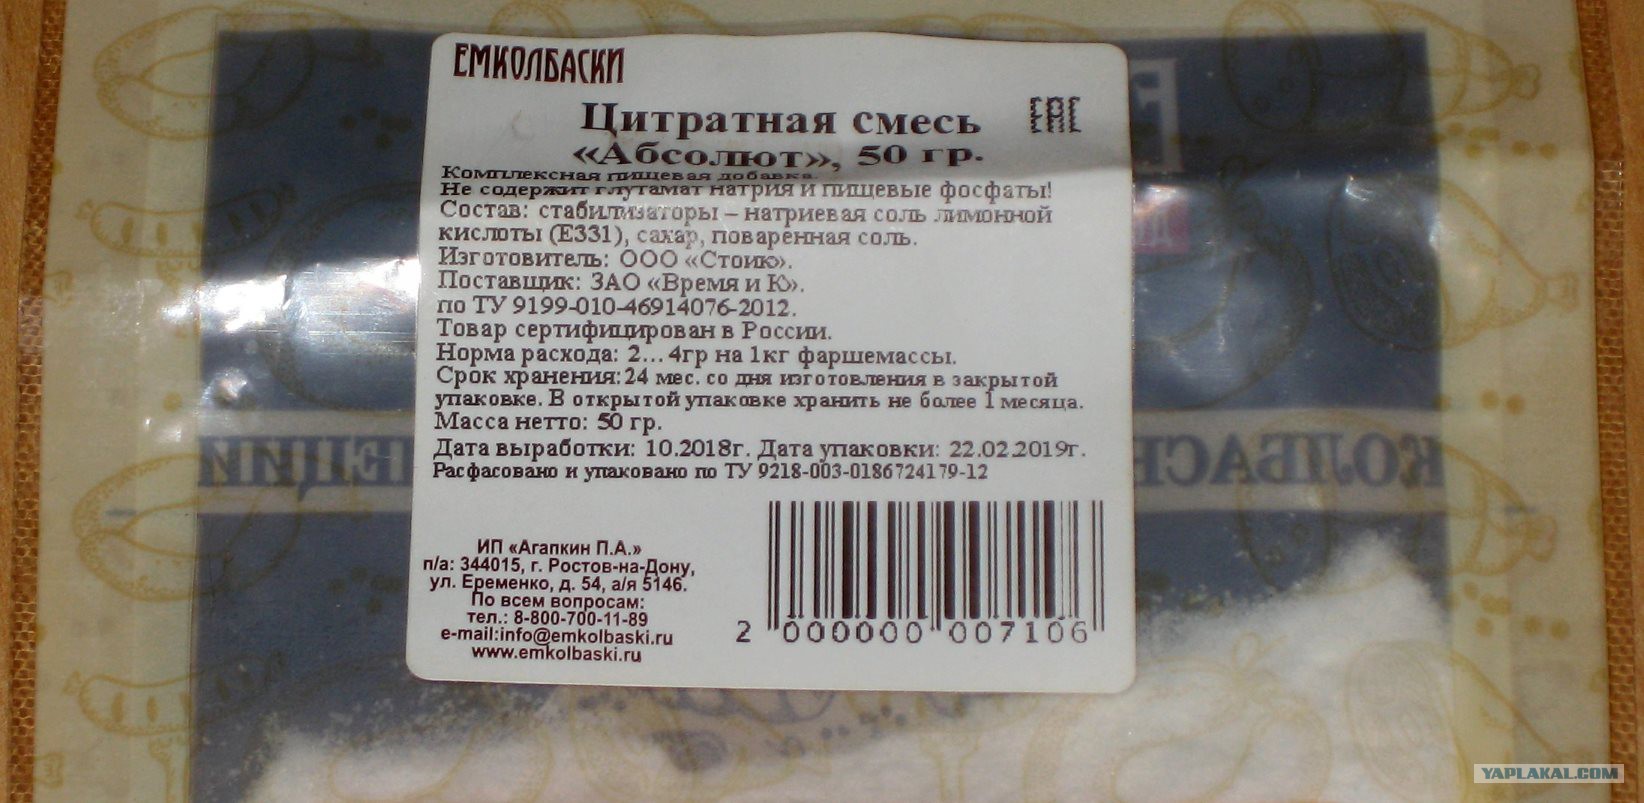 ЕМКОЛБАСКИ
Цитратная смесь
EAC
«Абсолют», 50 гр.
Комплексная пищевая добавка.
Не содержит глутамат натрия и пищевые фосфаты!
Состав: стабилизаторы – натриевая соль лимонной
кислоты (Е331), сахар, поваренная соль.
Изготовитель: ООО «Стоик».
Поставщик: ЗАО «Время и К».
по ТУ 9199-010-46914076-2012.
Товар сертифицирован в России.
Норма расхода: 2... 4гр на 1кг фаршемассы.
Срок хранения:24 мес. со дня изготовления в закрытой
упаковке. В открытой упаковке хранить не более 1 месяца.
Масса нетто: 50 гр.
Дата выработки: 10.2018г. Дата упаковки: 22.02.2019г.
Расфасовано и упаковано по ТУ 9218-003-0186724179-12
ИП «Агапкин П.А.»
п/а: 344015, г. Ростов-на-Дону,
ул. Еременко, д. 54, а/я 5146.
По всем вопросам:
тел.: 8-800-700-11-89
e-mail:info@emkolbaski.ru
www.emkolbaski.ru
2 000000 007106
YAPLAKAL.COM